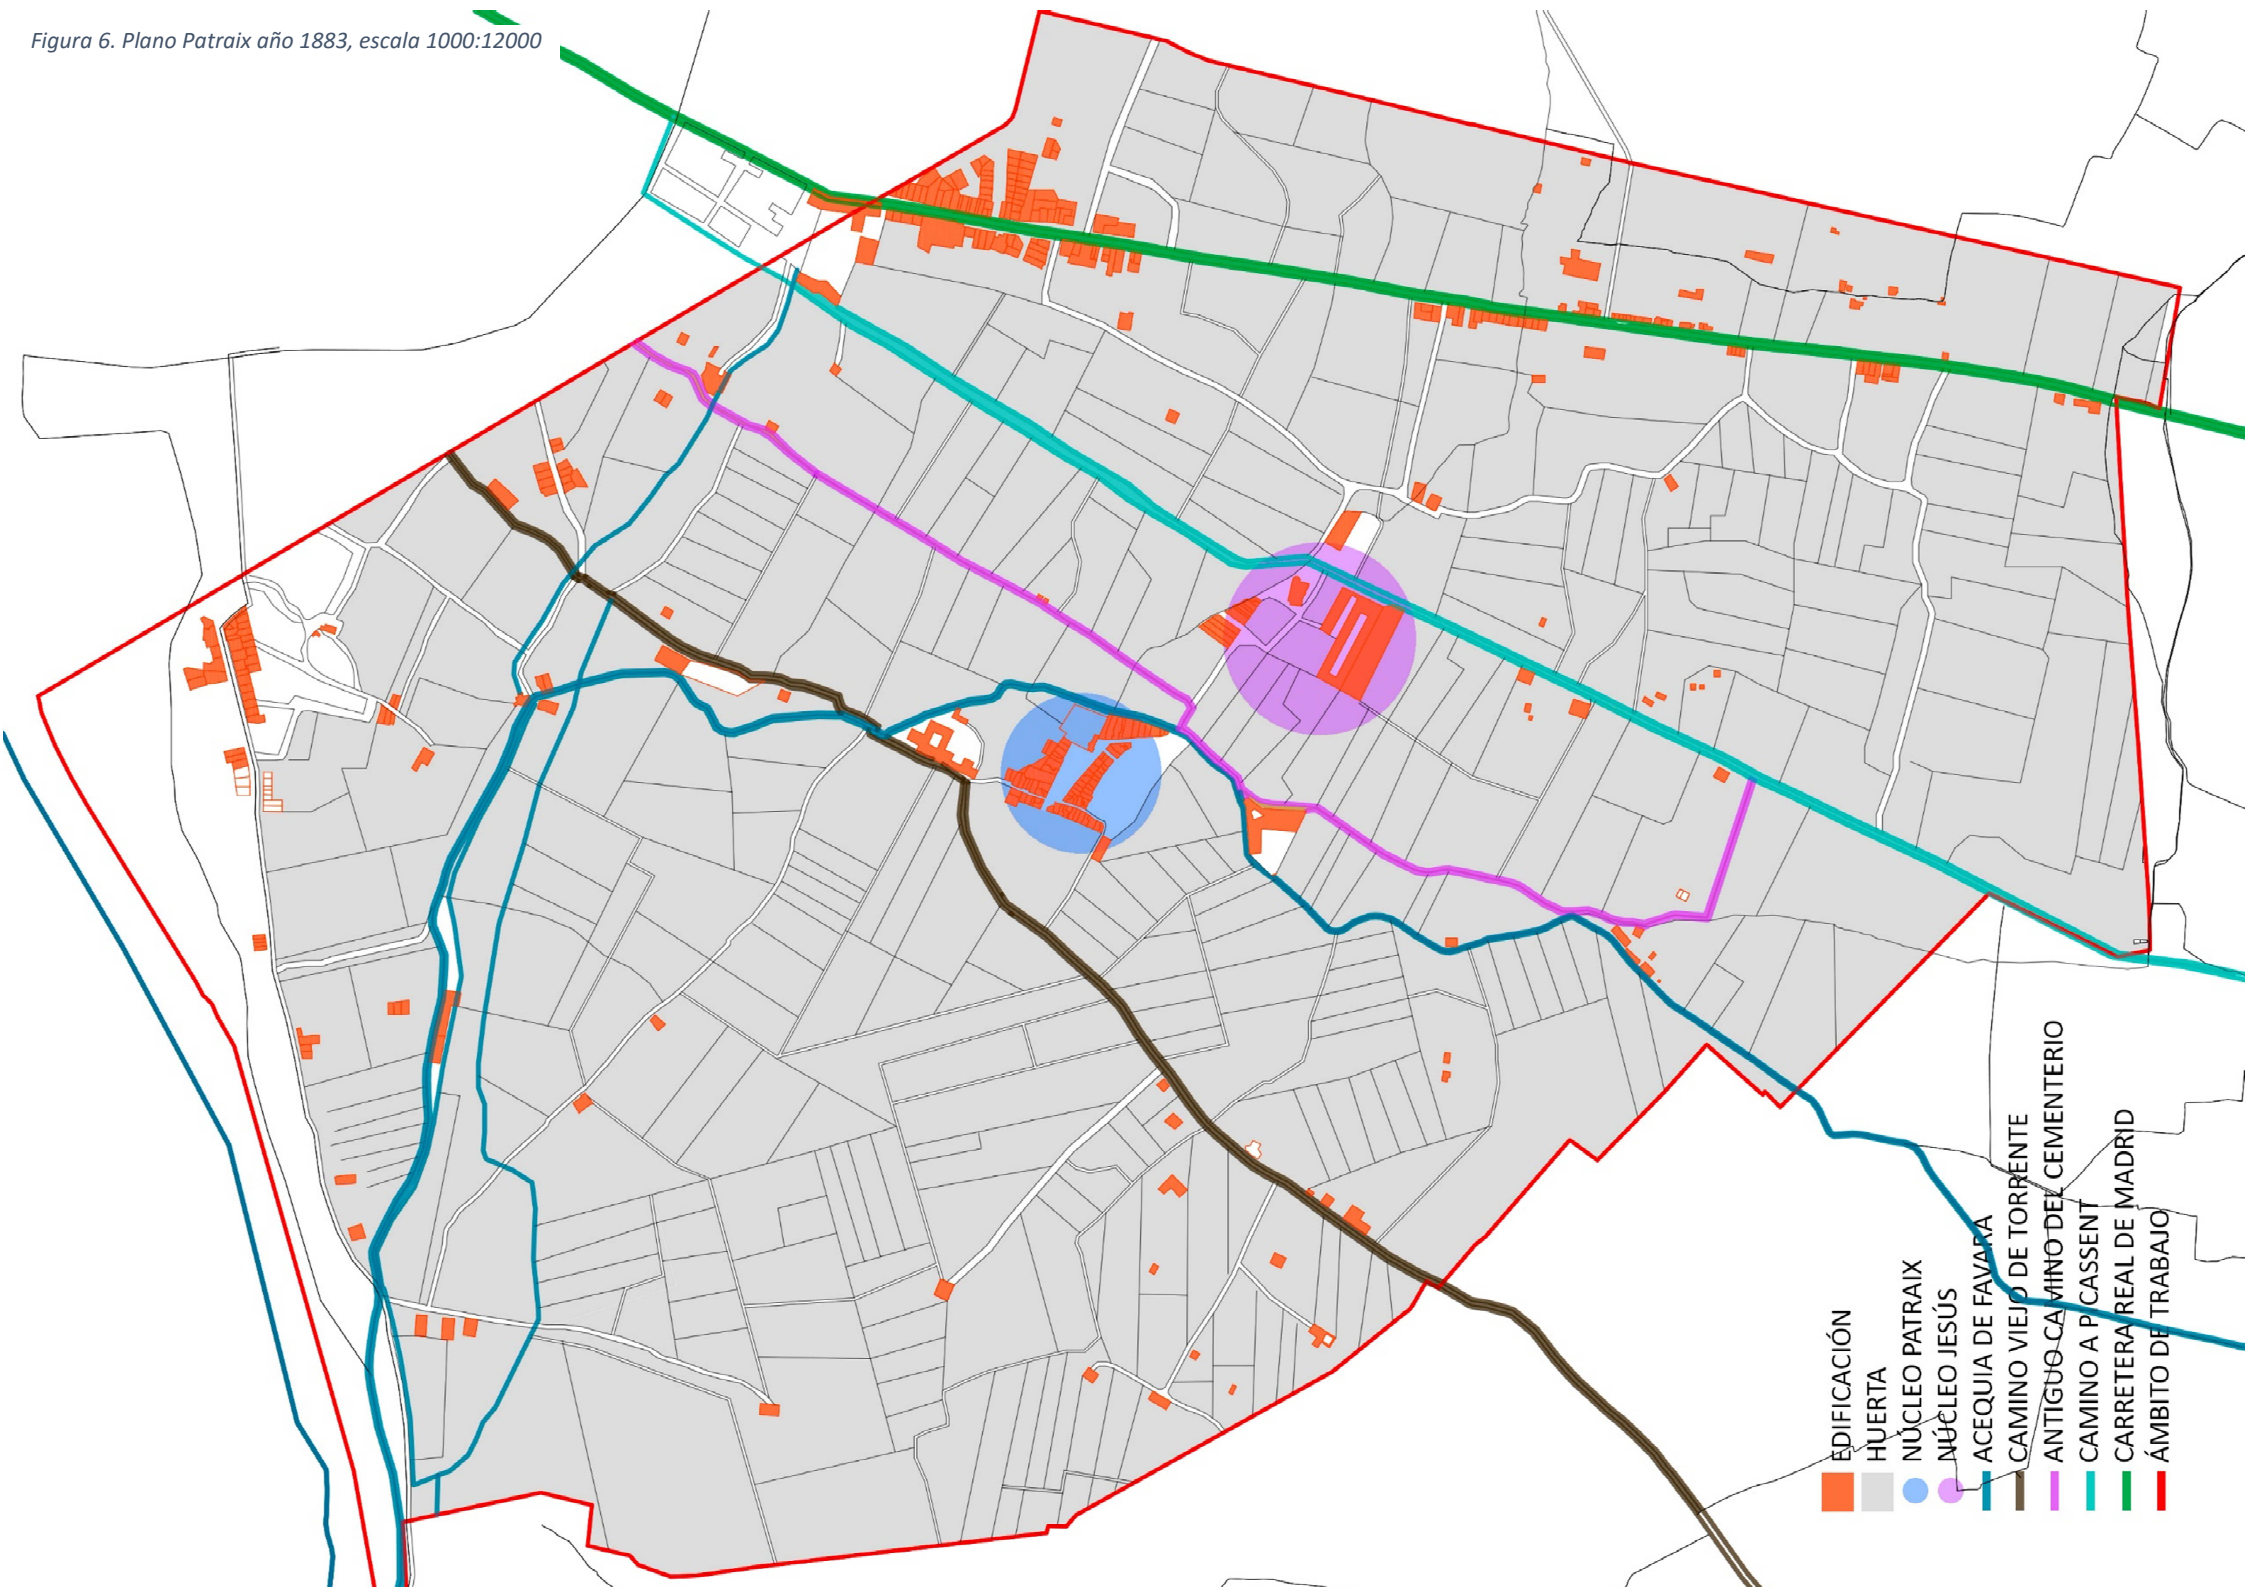 Figura 6. Plano Patraix año 1883, escala 1000:12000
EDIFICACIÓN
HUERTA
NÚCLEO PATRAIX
NÚCLEO JESÚS
ACEQUIA DE FAVARA
CAMINO VIEJO DE TORRENTE
ANTIGUO CAMINO DEL CEMENTERIO
CAMINO A PICASSENT
CARRETERA REAL DE MADRID
ÁMBITO DE TRABAJO